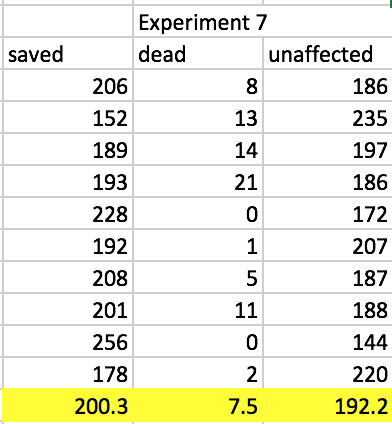 Experiment 7
saved dead unaffected
206 8 186
152 13 235
189 14 197
193 21 186
228 0 172
192 1 207
208 5 187
201 11 188
256 0 144
178 2 220
200.3 7.5 192.2